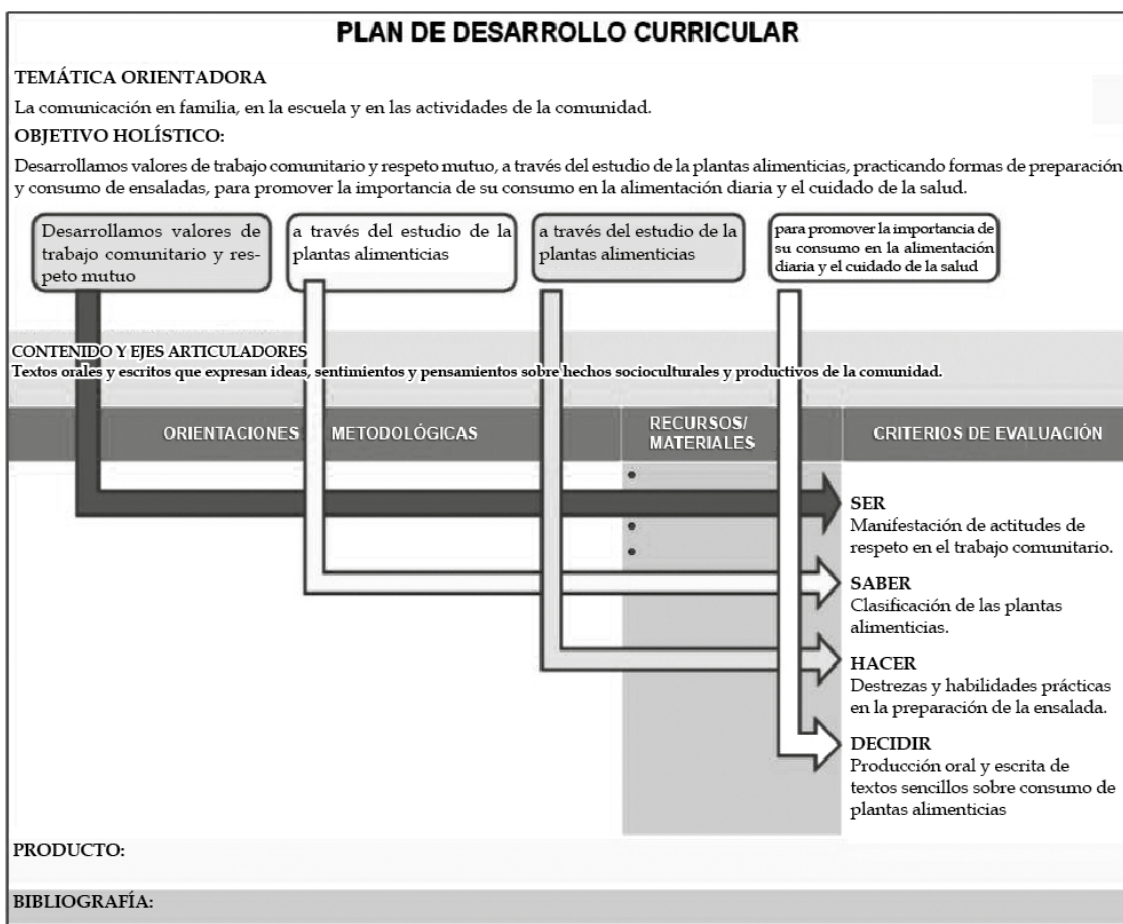 PLAN DE DESARROLLO CURRICULAR
TEMÁTICA ORIENTADORA
La comunicación en familia, en la escuela y en las actividades de la comunidad.
OBJETIVO HOLÍSTICO:
Desarrollamos valores de trabajo comunitario y respeto mutuo, a través del estudio de la plantas alimenticias, practicando formas de preparación
y consumo de ensaladas, para promover la importancia de su consumo en la alimentación diaria y el cuidado de la salud.
Desarrollamos valores de
trabajo comunitario y res-
peto mutuo
a través del estudio de la
plantas alimenticias
a través del estudio de la
plantas alimenticias
para promover la importancia de
su consumo en la alimentación
diaria y el cuidado de la salud
CONTENIDO Y EJES ARTICULADORES
Textos orales y escritos que expresan ideas, sentimientos y pensamientos sobre hechos socioculturales y productivos de la comunidad.
ORIENTACIONES METODOLÓGICAS
RECURSOS/
MATERIALES
CRITERIOS DE EVALUACIÓN
SER
Manifestación de actitudes de
respeto en el trabajo comunitario.
SABER
Clasificación de las plantas
alimenticias.
HACER
Destrezas y habilidades prácticas
en la preparación de la ensalada.
DECIDIR
Producción oral y escrita de
textos sencillos sobre consumo de
plantas alimenticias
PRODUCTO:
BIBLIOGRAFÍA: